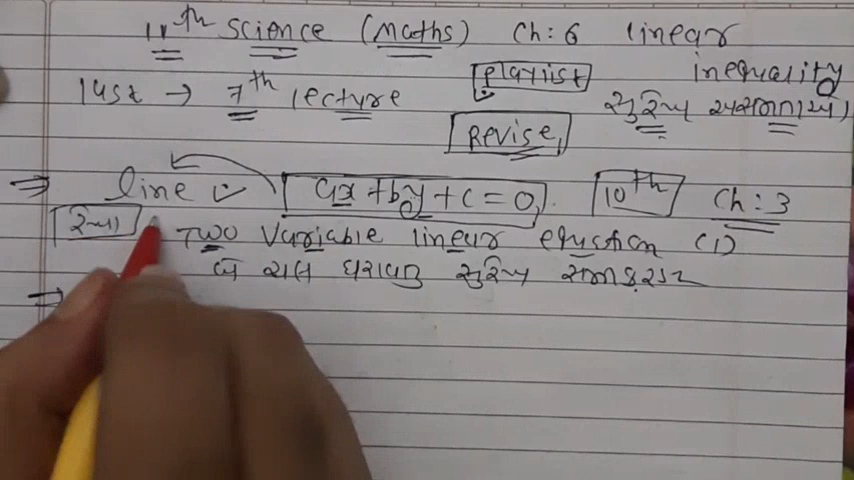 11th science (Maths) Ch: 6 linear
inequality
last → 7th lecture playlist સુરેખ અસમતાઓ
Revise,
⇒ line ax + by + c = 0, 10th Ch: 3
રેખા Two Variable linear equation (1)
બે ચલ ધરાવતું સુરેખ સમીકરણ
⇒